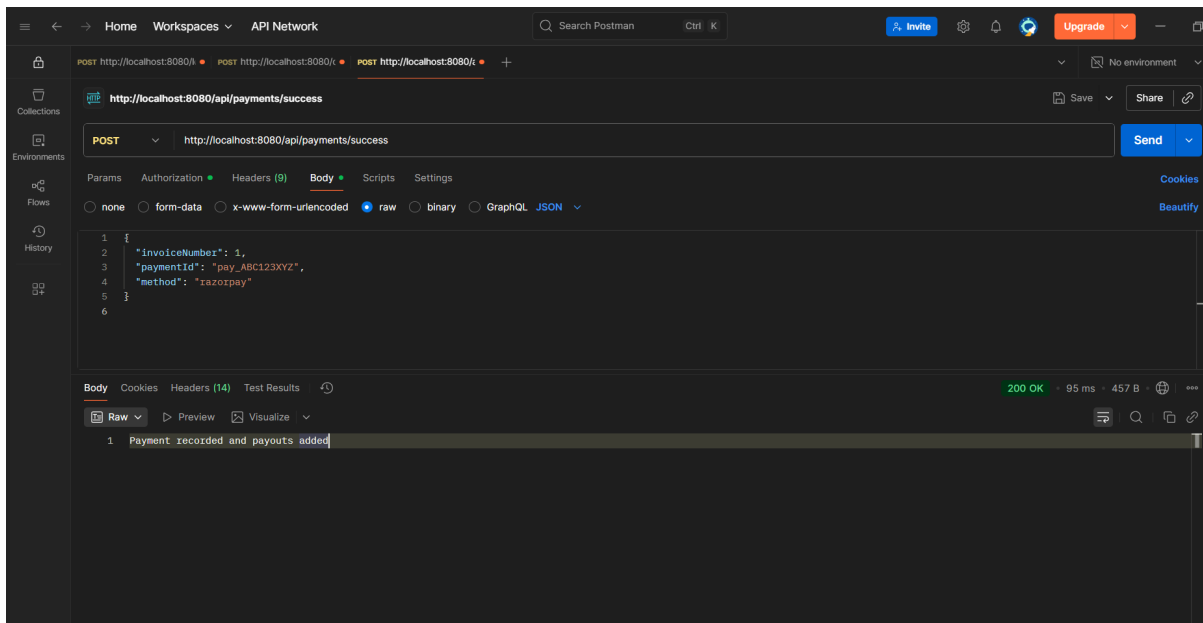 Home Workspaces API Network Search Postman Ctrl K Invite Upgrade
POST http://localhost:8080/ POST http://localhost:8080/ POST http://localhost:8080/ No environment
Collections
HTTP http://localhost:8080/api/payments/success Save Share
Environments
POST http://localhost:8080/api/payments/success Send
Flows
Params Authorization Headers (9) Body Scripts Settings Cookies
none form-data x-www-form-urlencoded raw binary GraphQL JSON Beautify
History
1 {
2 "invoiceNumber": 1,
3 "paymentId": "pay_ABC123XYZ",
4 "method": "razorpay"
5 }
6
Body Cookies Headers (14) Test Results 200 OK 95 ms 457 B
Raw Preview Visualize
1 Payment recorded and payouts added